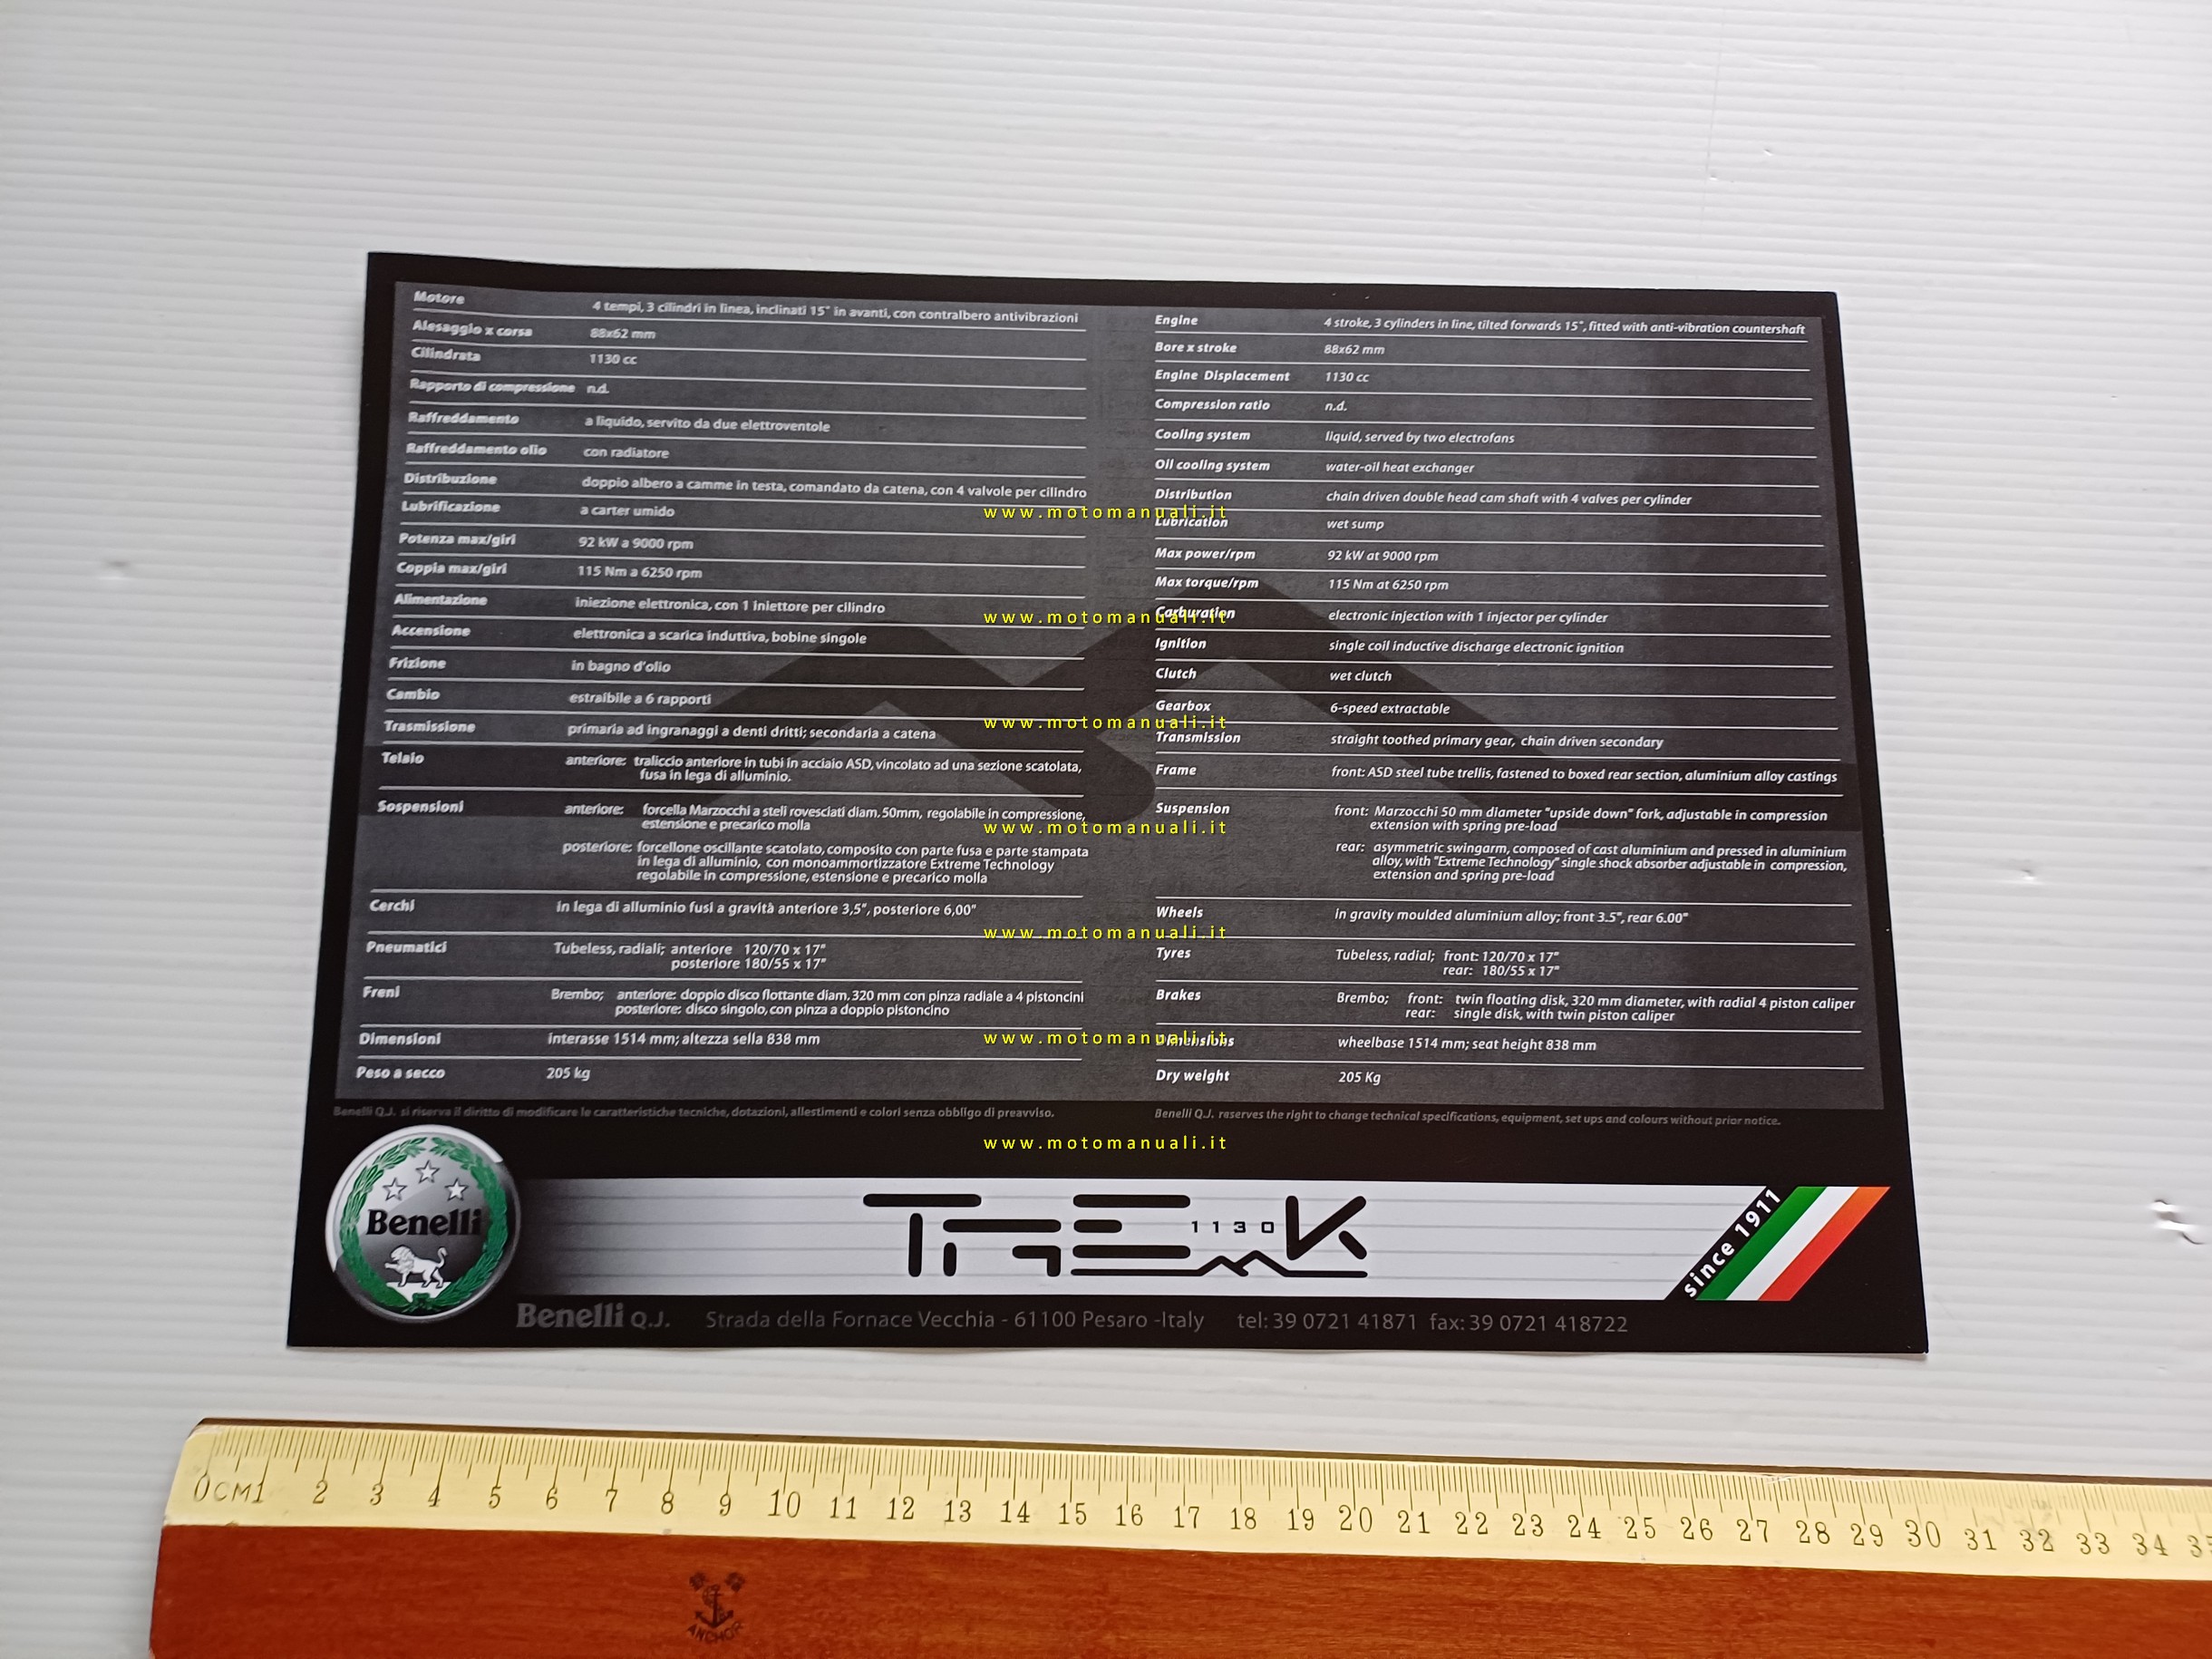 Motore 4 tempi, 3 cilindri in linea, inclinati 15° in avanti, con contralbero antivibrazioni
Alesaggio x corsa 88x62 mm
Cilindrata 1130 cc
Rapporto di compressione n.d.
Raffreddamento a liquido, servito da due elettroventole
Raffreddamento olio con radiatore
Distribuzione doppio albero a camme in testa, comandato da catena, con 4 valvole per cilindro
Lubrificazione a carter umido
Potenza max/giri 92 kW a 9000 rpm
Coppia max/giri 115 Nm a 6250 rpm
Alimentazione iniezione elettronica, con 1 iniettore per cilindro
Accensione elettronica a scarica induttiva, bobine singole
Frizione in bagno d'olio
Cambio estraibile a 6 rapporti
Trasmissione primaria ad ingranaggi a denti dritti; secondaria a catena
Telaio anteriore: traliccio anteriore in tubi in acciaio ASD, vincolato ad una sezione scatolata,
fusa in lega di alluminio.
Sospensioni anteriore: forcella Marzocchi a steli rovesciati diam. 50mm, regolabile in compressione,
estensione e precarico molla
posteriore: forcellone oscillante scatolato, composito con parte fusa e parte stampata
in lega di alluminio, con monoammortizzatore Extreme Technology
regolabile in compressione, estensione e precarico molla
Cerchi in lega di alluminio fusi a gravità anteriore 3,5", posteriore 6,00"
Pneumatici Tubeless, radiali; anteriore 120/70 x 17"
posteriore 180/55 x 17"
Freni Brembo; anteriore: doppio disco flottante diam. 320 mm con pinza radiale a 4 pistoncini
posteriore: disco singolo, con pinza a doppio pistoncino
Dimensioni interasse 1514 mm; altezza sella 838 mm
Peso a secco 205 kg
Benelli Q.J. si riserva il diritto di modificare le caratteristiche tecniche, dotazioni, allestimenti e colori senza obbligo di preavviso.
Engine 4 stroke, 3 cylinders in line, tilted forwards 15°, fitted with anti-vibration countershaft
Bore x stroke 88x62 mm
Engine Displacement 1130 cc
Compression ratio n.d.
Cooling system liquid, served by two electrofans
Oil cooling system water-oil heat exchanger
Distribution chain driven double head cam shaft with 4 valves per cylinder
Lubrication wet sump
Max power/rpm 92 kW at 9000 rpm
Max torque/rpm 115 Nm at 6250 rpm
Carburation electronic injection with 1 injector per cylinder
Ignition single coil inductive discharge electronic ignition
Clutch wet clutch
Gearbox 6-speed extractable
Transmission straight toothed primary gear, chain driven secondary
Frame front: ASD steel tube trellis, fastened to boxed rear section, aluminium alloy castings
Suspension front: Marzocchi 50 mm diameter "upside down" fork, adjustable in compression
extension with spring pre-load
rear: asymmetric swingarm, composed of cast aluminium and pressed in aluminium
alloy, with "Extreme Technology" single shock absorber adjustable in compression,
extension and spring pre-load
Wheels in gravity moulded aluminium alloy; front 3.5", rear 6.00"
Tyres Tubeless, radial; front: 120/70 x 17"
rear: 180/55 x 17"
Brakes Brembo; front: twin floating disk, 320 mm diameter, with radial 4 piston caliper
rear: single disk, with twin piston caliper
Dimensions wheelbase 1514 mm; seat height 838 mm
Dry weight 205 Kg
Benelli Q.J. reserves the right to change technical specifications, equipment, set ups and colours without prior notice.
www.motomanuali.it
www.motomanuali.it
www.motomanuali.it
www.motomanuali.it
www.motomanuali.it
www.motomanuali.it
www.motomanuali.it
Benelli
TREK 1130
since 1911
Benelli Q.J. Strada della Fornace Vecchia - 61100 Pesaro -Italy tel: 39 0721 41871 fax: 39 0721 418722
0CM1 2 3 4 5 6 7 8 9 10 11 12 13 14 15 16 17 18 19 20 21 22 23 24 25 26 27 28 29 30 31 32 33 34
ANCHOR